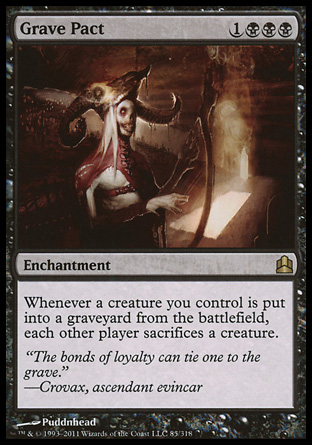 Grave Pact 1
Enchantment
Whenever a creature you control is put
into a graveyard from the battlefield,
each other player sacrifices a creature.
“The bonds of loyalty can tie one to the
grave.”
—Crovax, ascendant evincar
Puddnhead
™ & © 1993–2011 Wizards of the Coast LLC 85/318